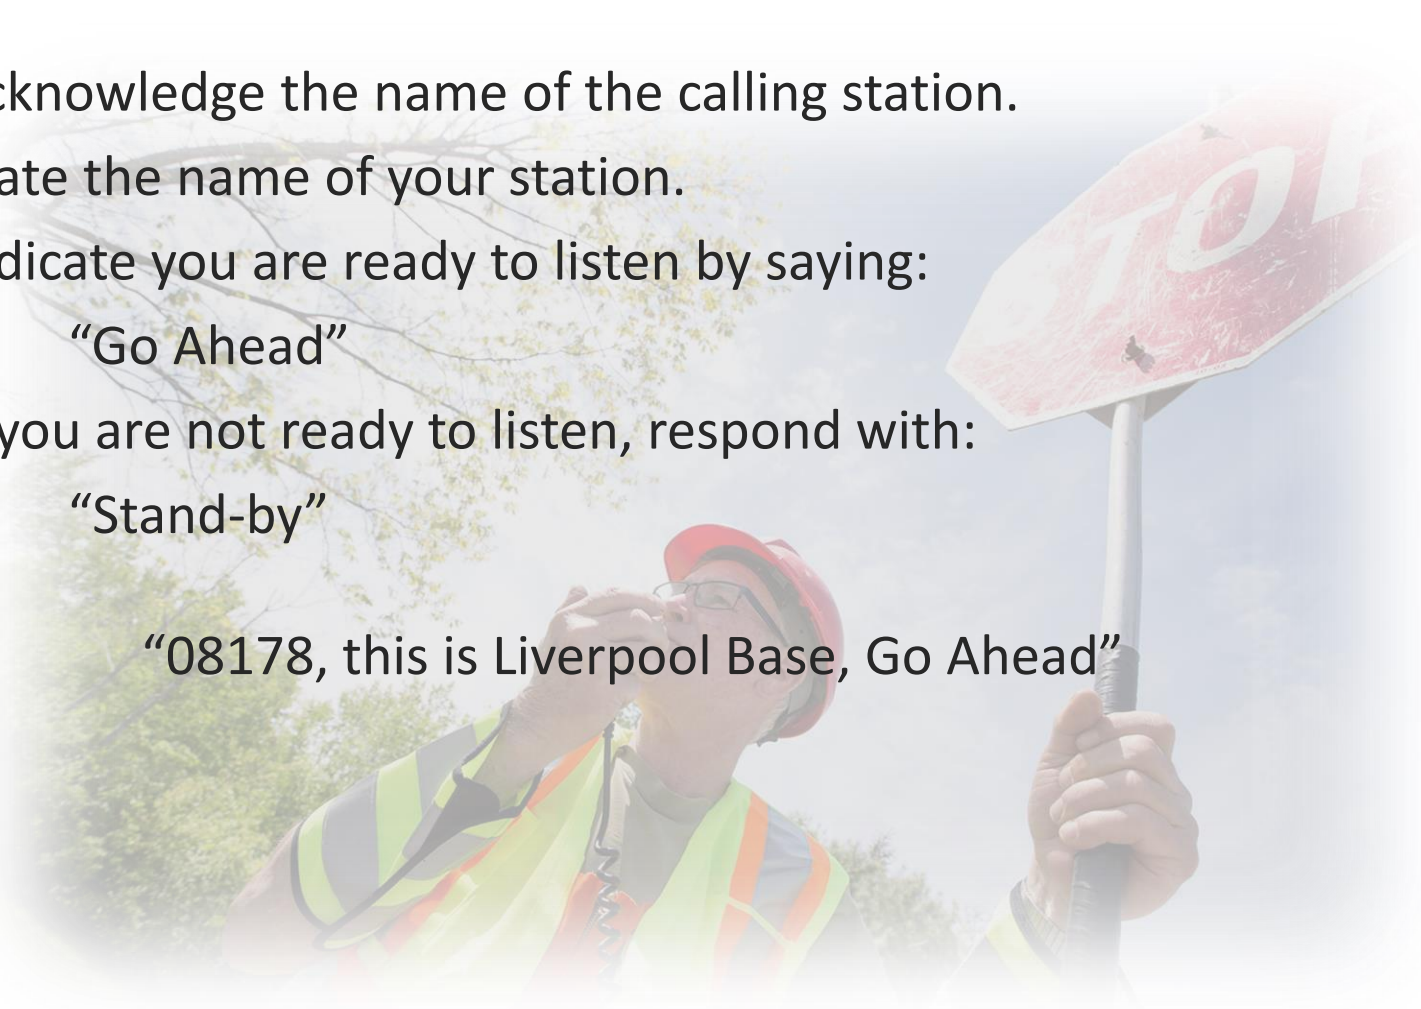 cknowledge the name of the calling station.
ate the name of your station.
dicate you are ready to listen by saying:
“Go Ahead”
you are not ready to listen, respond with:
“Stand-by”
“08178, this is Liverpool Base, Go Ahead”
STOP